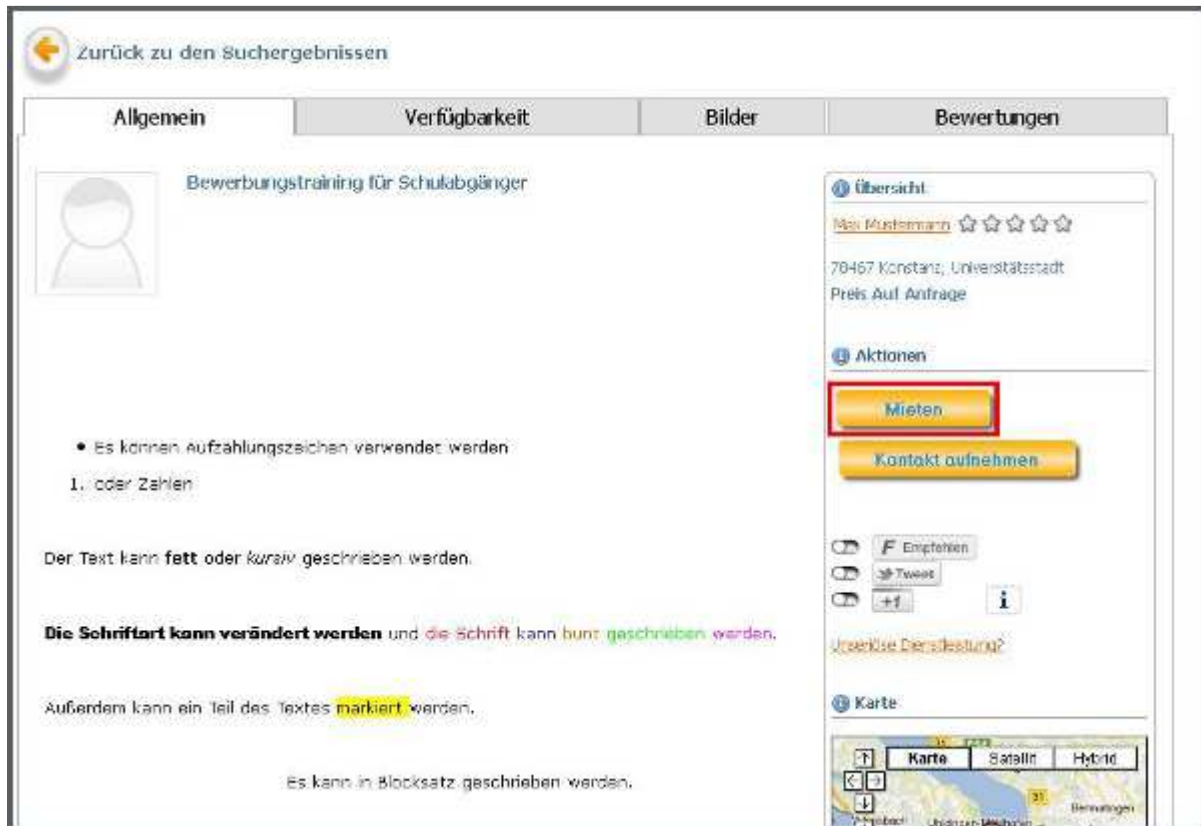 Zurück zu den Suchergebnissen
Allgemein
Verfügbarkeit
Bilder
Bewertungen
Bewerbungstraining für Schulabgänger
• Es können Aufzählungszeichen verwendet werden
1. oder Zahlen
Der Text kann fett oder kursiv geschrieben werden.
Die Schriftart kann verändert werden und die Schrift kann bunt geschrieben werden.
Außerdem kann ein Teil des Textes markiert werden.
Es kann in Blocksatz geschrieben werden.
Übersicht
Max Mustermann
78467 Konstanz, Universitätsstadt
Preis Auf Anfrage
Aktionen
Mieten
Kontakt aufnehmen
F Empfehlen
Tweet
+1
i
Unseriöse Dienstleistung?
Karte
Karte
Satellit
Hybrid
31